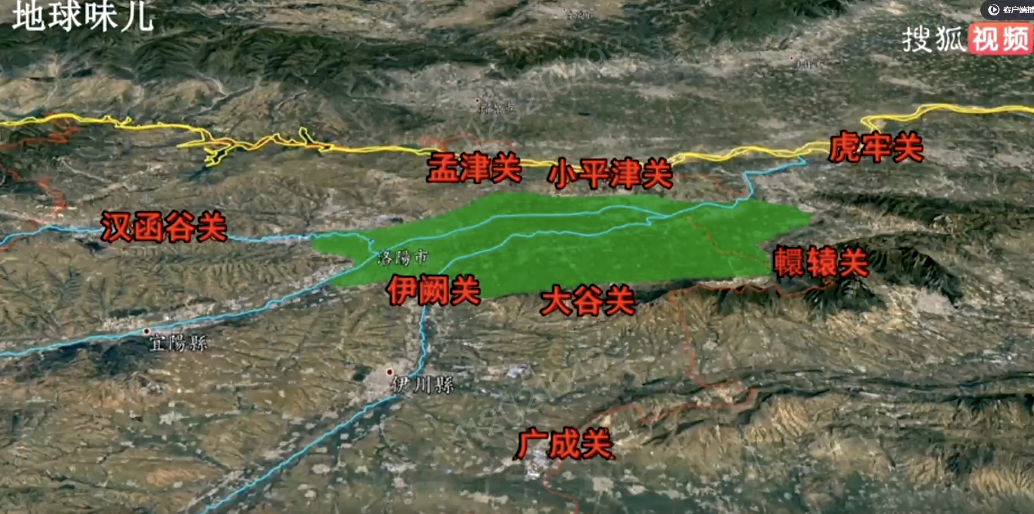 地球味儿
搜狐视频
孟津关
小平津关
虎牢关
汉函谷关
洛陽市
伊阙关
大谷关
轘辕关
宜陽縣
伊川縣
广成关